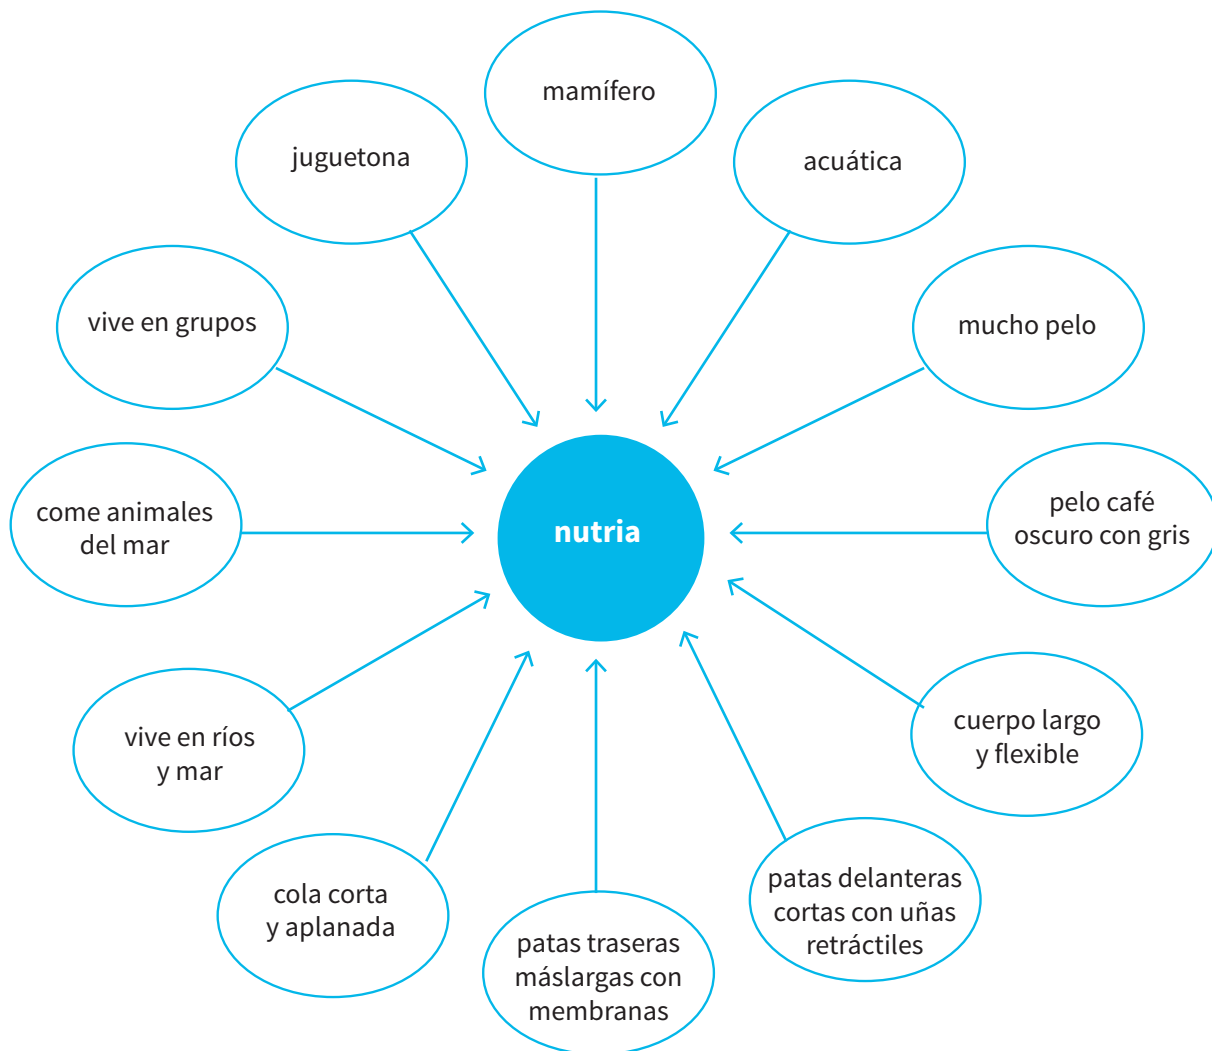 mamífero
juguetona
acuática
vive en grupos
mucho pelo
come animales
del mar
nutria
pelo café
oscuro con gris
vive en ríos
y mar
cuerpo largo
y flexible
cola corta
y aplanada
patas traseras
máslargas con
membranas
patas delanteras
cortas con uñas
retráctiles